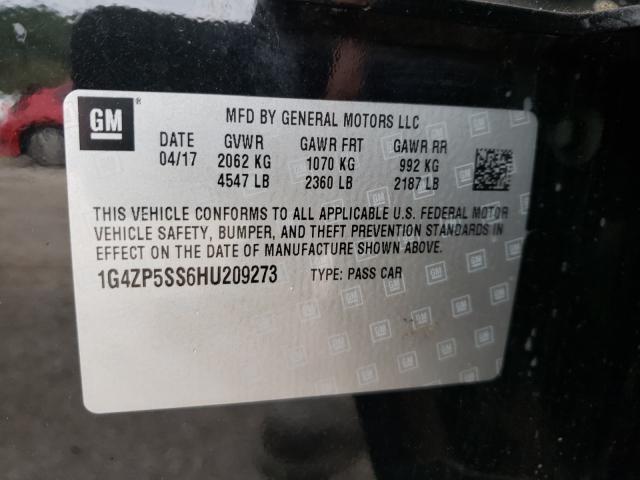 GM ®
MFD BY GENERAL MOTORS LLC
DATE GVWR GAWR FRT GAWR RR
04/17 2062 KG 1070 KG 992 KG
4547 LB 2360 LB 2187 LB
THIS VEHICLE CONFORMS TO ALL APPLICABLE U.S. FEDERAL MOTOR
VEHICLE SAFETY, BUMPER, AND THEFT PREVENTION STANDARDS IN
EFFECT ON THE DATE OF MANUFACTURE SHOWN ABOVE.
1G4ZP5SS6HU209273 TYPE: PASS CAR